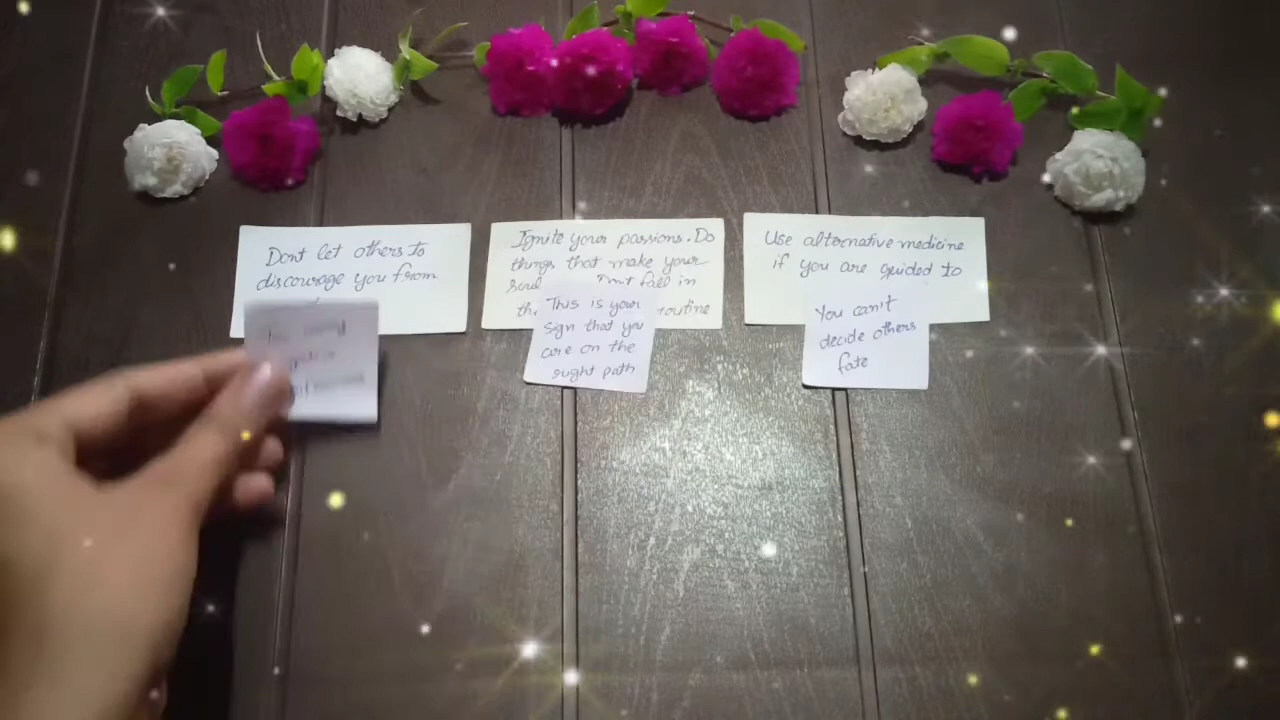 Dont let others to
discourage you from
Ignite your passions. Do
things that make your
fall in
routine
This is your
sign that you
are on the
right path
Use alternative medicine
if you are guided to
You can't
decide others
fate